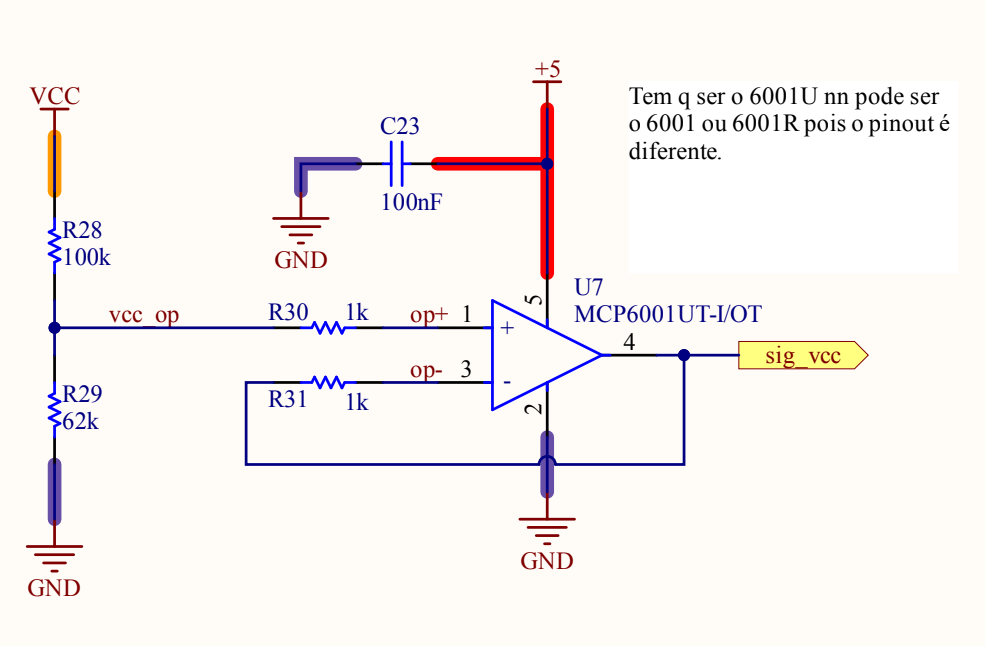 +5
VCC
Tem q ser o 6001U nn pode ser
o 6001 ou 6001R pois o pinout é
diferente.
C23
100nF
R28
100k
GND
U7
MCP6001UT-I/OT
5
vcc_op
R30
1k
op+
1
+
4
sig_vcc
R31
1k
op-
3
-
2
R29
62k
GND
GND